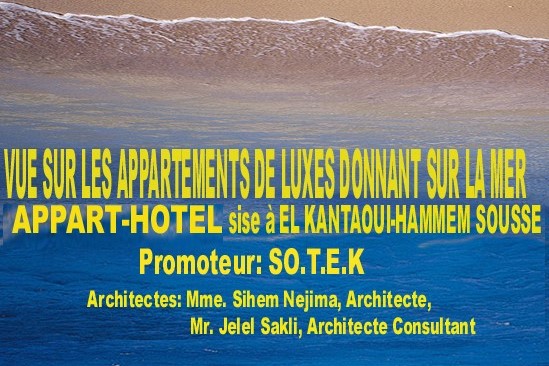 VUE SUR LES APPARTEMENTS DE LUXES DONNANT SUR LA MER
APPART-HOTEL sise à EL KANTAOUI-HAMMEM SOUSSE
Promoteur: SO.T.E.K
Architectes: Mme. Sihem Nejima, Architecte,
Mr. Jelel Sakli, Architecte Consultant